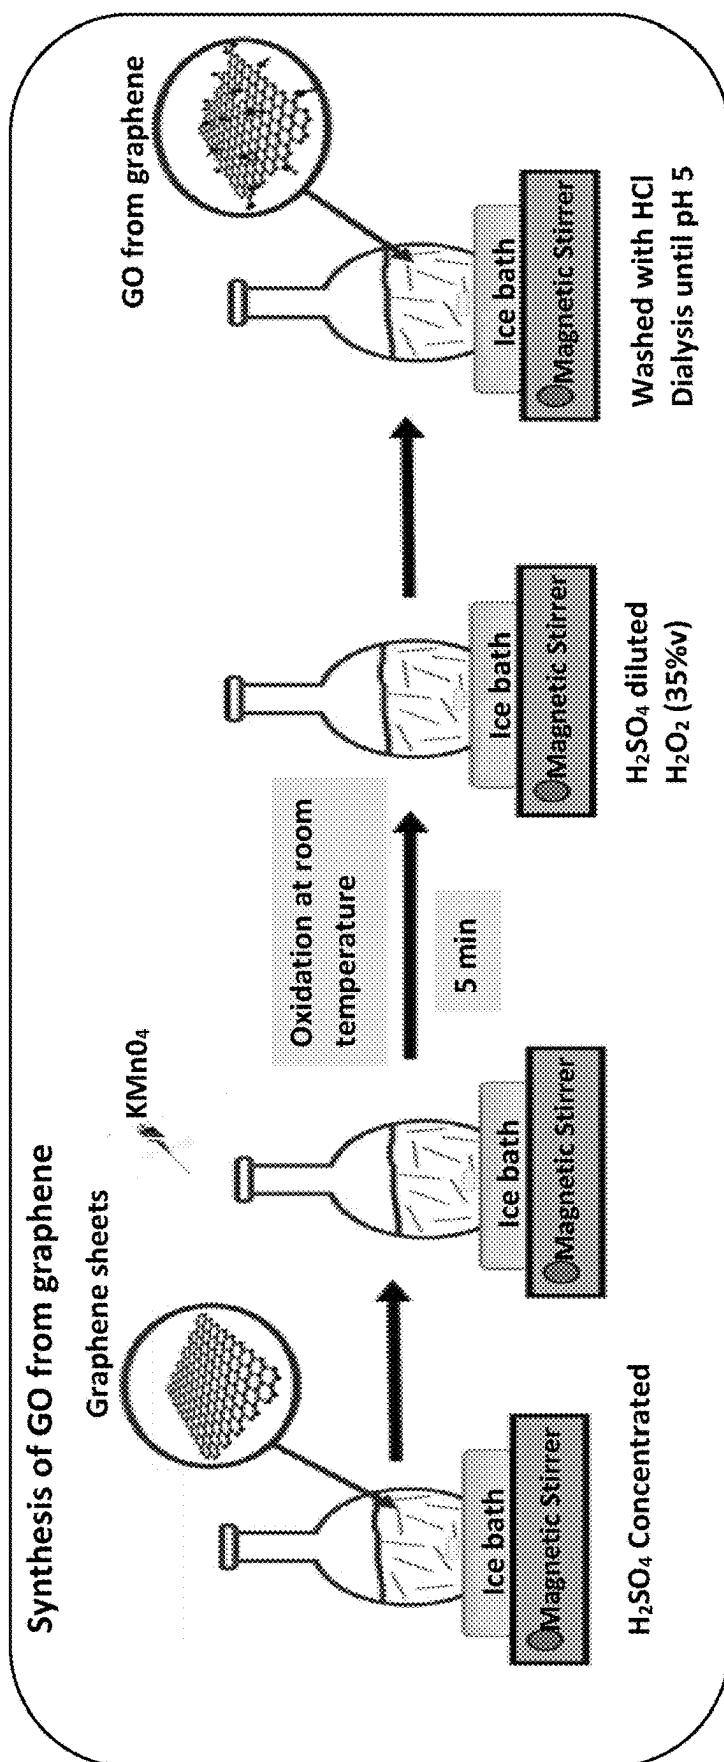 Synthesis of GO from graphene
Graphene sheets
Ice bath
Magnetic Stirrer
H₂SO₄ Concentrated
KMn0₄
Ice bath
Magnetic Stirrer
Oxidation at room
temperature
5 min
Ice bath
Magnetic Stirrer
H₂SO₄ diluted
H₂O₂ (35%v)
GO from graphene
Ice bath
Magnetic Stirrer
Washed with HCl
Dialysis until pH 5